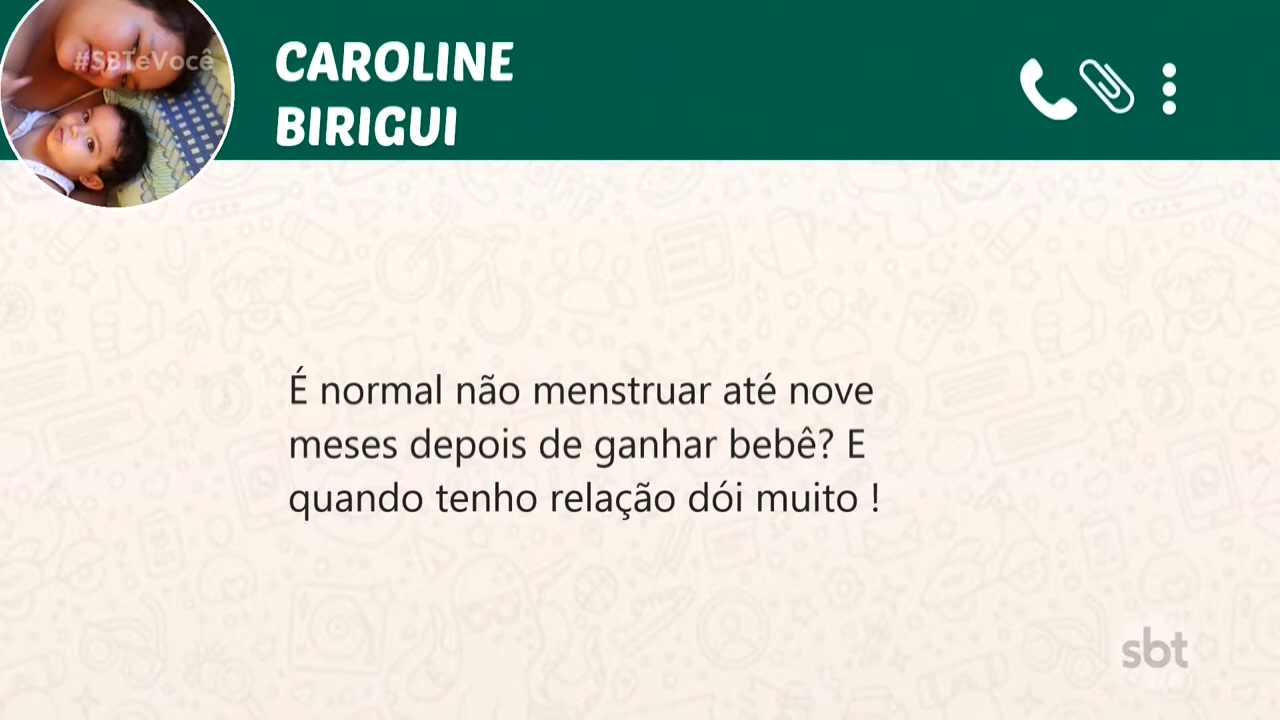 #SBTeVocê
CAROLINE
BIRIGUI
É normal não menstruar até nove
meses depois de ganhar bebê? E
quando tenho relação dói muito !
sbt